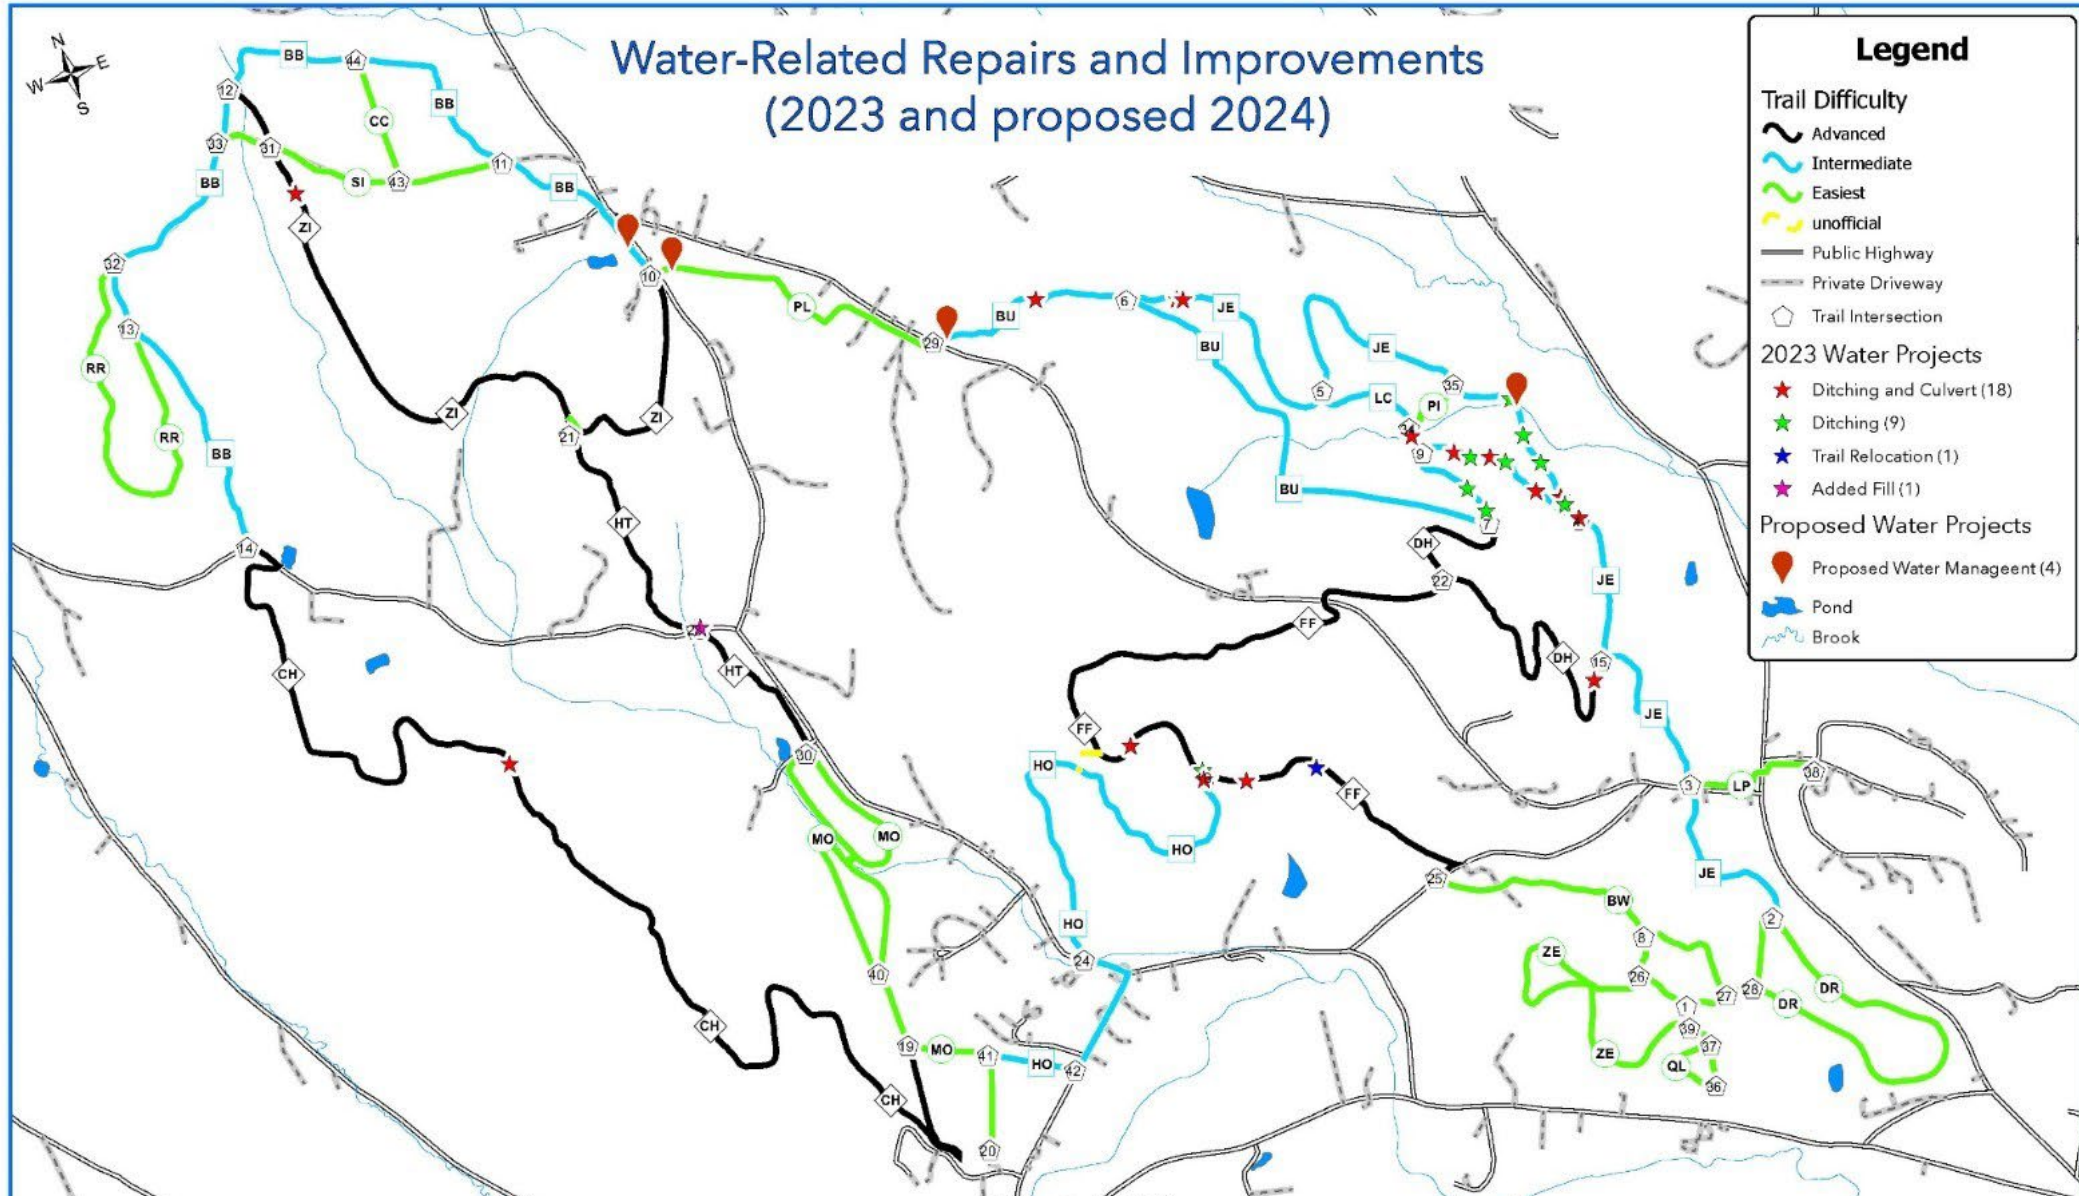 Water-Related Repairs and Improvements
(2023 and proposed 2024)
N
E
W
S
Legend
Trail Difficulty
Advanced
Intermediate
Easiest
unofficial
Public Highway
Private Driveway
Trail Intersection
2023 Water Projects
Ditching and Culvert (18)
Ditching (9)
Trail Relocation (1)
Added Fill (1)
Proposed Water Projects
Proposed Water Manageent (4)
Pond
Brook
BB
44
12
BB
CC
33
31
11
BB
SI
43
BB
ZI
32
10
13
PL
29
BU
6
JE
BU
JE
5
LC
35
PI
RR
ZI
ZI
21
RR
BB
9
BU
7
14
HT
DH
22
JE
FF
CH
HT
DH
15
JE
FF
30
HO
FF
3
LP
38
MO
MO
HO
JE
25
BW
HO
2
8
24
ZE
40
26
27
28
DR
DR
1
CH
39
19
MO
41
HO
42
ZE
37
QL
36
CH
20